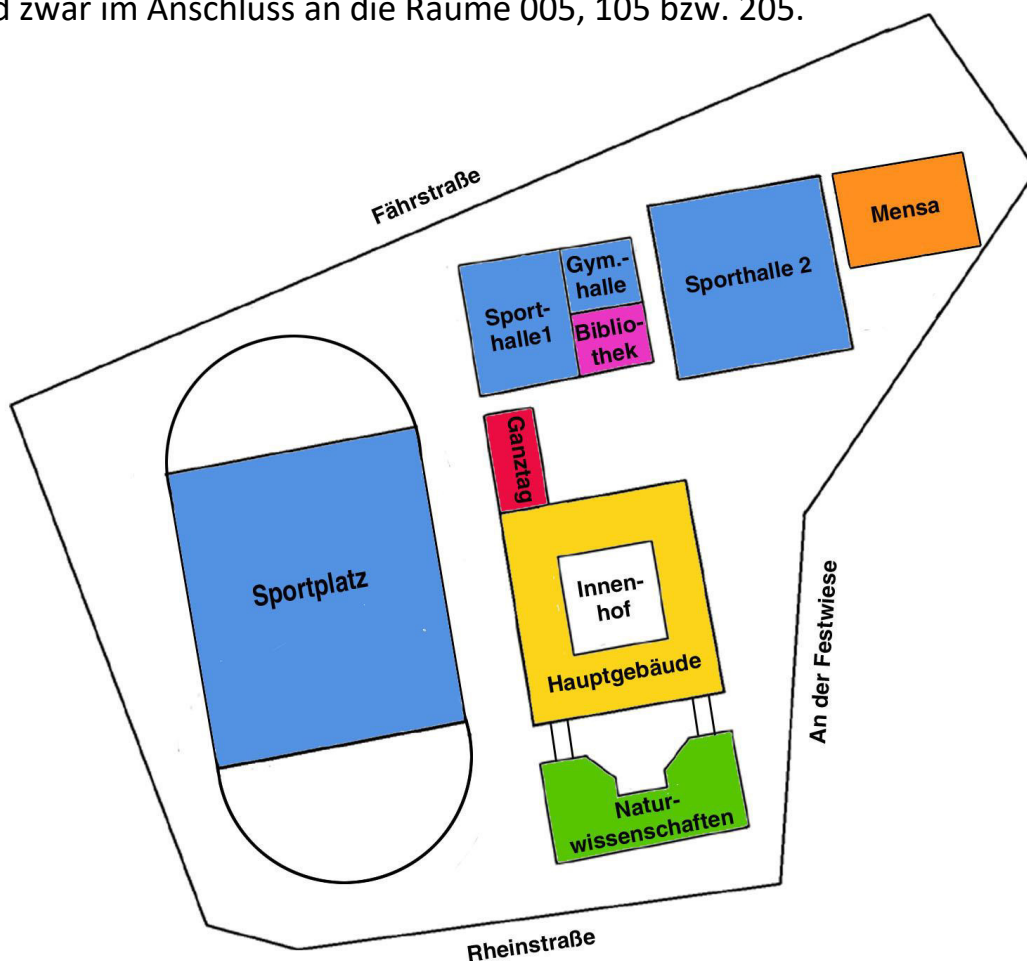 d zwar im Anschluss an die Räume 005, 105 bzw. 205.
Fährstraße
Mensa
Gym.-
halle
Sporthalle 2
Sport-
halle1
Biblio-
thek
Ganztag
Sportplatz
Innen-
hof
Hauptgebäude
An der Festwiese
Natur-
wissenschaften
Rheinstraße